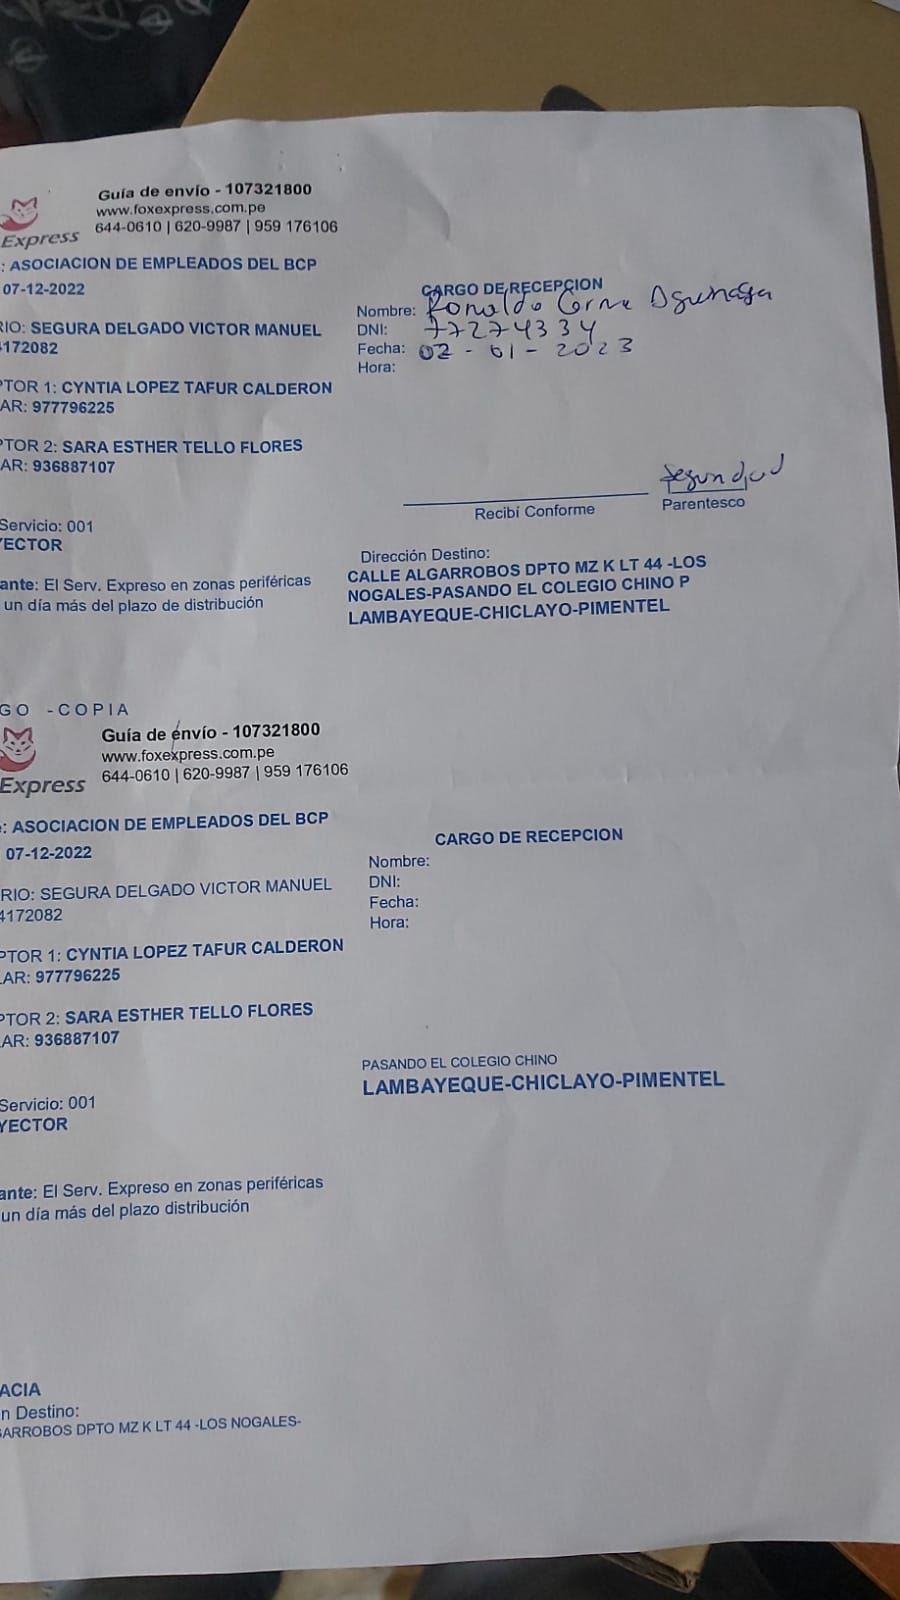 Guía de envío - 107321800
www.foxexpress.com.pe
644-0610 | 620-9987 | 959 176106
Express
: ASOCIACION DE EMPLEADOS DEL BCP
07-12-2022
RIO: SEGURA DELGADO VICTOR MANUEL
4172082
PTOR 1: CYNTIA LOPEZ TAFUR CALDERON
AR: 977796225
PTOR 2: SARA ESTHER TELLO FLORES
AR: 936887107
Servicio: 001
YECTOR
ante: El Serv. Expreso en zonas periféricas
un día más del plazo de distribución
CARGO DE RECEPCION
Nombre: Ronaldo
DNI: 77274334
Fecha: 02-01-2023
Hora:
Recibí Conforme
Parentesco
Dirección Destino:
CALLE ALGARROBOS DPTO MZ K LT 44 -LOS
NOGALES-PASANDO EL COLEGIO CHINO P
LAMBAYEQUE-CHICLAYO-PIMENTEL
GO -COPIA
Guía de envío - 107321800
www.foxexpress.com.pe
644-0610 | 620-9987 | 959 176106
Express
: ASOCIACION DE EMPLEADOS DEL BCP
07-12-2022
RIO: SEGURA DELGADO VICTOR MANUEL
4172082
PTOR 1: CYNTIA LOPEZ TAFUR CALDERON
LAR: 977796225
PTOR 2: SARA ESTHER TELLO FLORES
AR: 936887107
Servicio: 001
YECTOR
ante: El Serv. Expreso en zonas periféricas
un día más del plazo distribución
CARGO DE RECEPCION
Nombre:
DNI:
Fecha:
Hora:
PASANDO EL COLEGIO CHINO
LAMBAYEQUE-CHICLAYO-PIMENTEL
ACIA
n Destino:
GARROBOS DPTO MZ K LT 44 -LOS NOGALES-